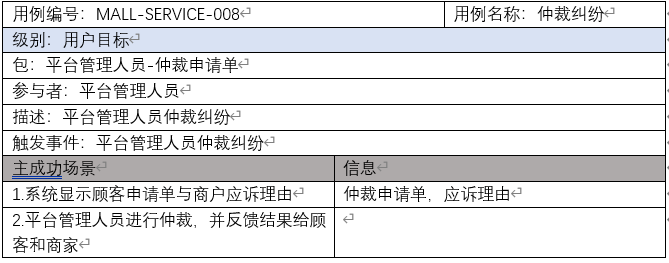 用例编号：MALL-SERVICE-008 用例名称：仲裁纠纷
级别：用户目标
包：平台管理人员-仲裁申请单
参与者：平台管理人员
描述：平台管理人员仲裁纠纷
触发事件：平台管理人员仲裁纠纷
主成功场景 信息
1.系统显示顾客申请单与商户应诉理由 仲裁申请单，应诉理由
2.平台管理人员进行仲裁，并反馈结果给顾
客和商家